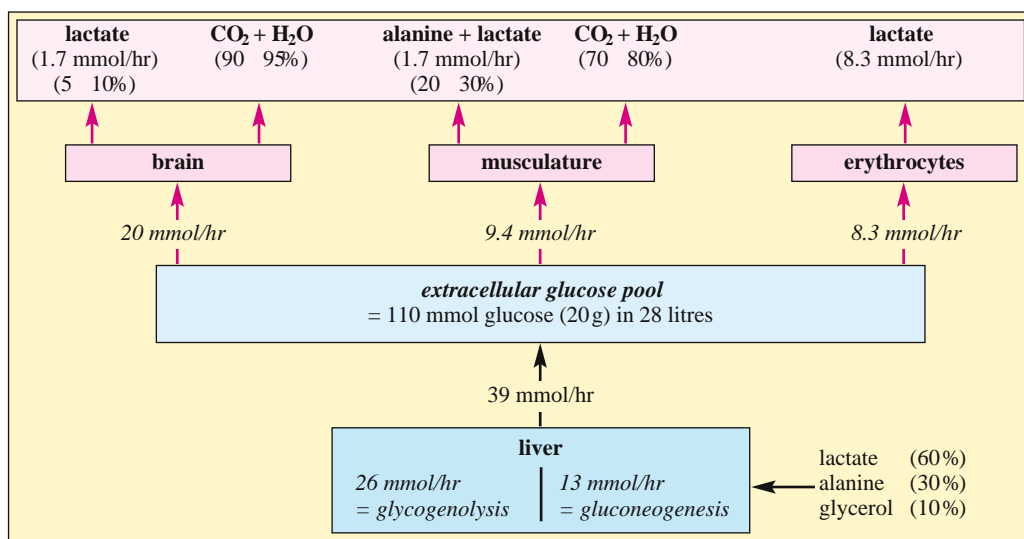 lactate
(1.7 mmol/hr)
(5 10%)
CO₂ + H₂O
(90 95%)
alanine + lactate
(1.7 mmol/hr)
(20 30%)
CO₂ + H₂O
(70 80%)
lactate
(8.3 mmol/hr)
brain
musculature
erythrocytes
20 mmol/hr
9.4 mmol/hr
8.3 mmol/hr
extracellular glucose pool
= 110 mmol glucose (20 g) in 28 litres
39 mmol/hr
liver
26 mmol/hr
= glycogenolysis
13 mmol/hr
= gluconeogenesis
lactate (60%)
alanine (30%)
glycerol (10%)